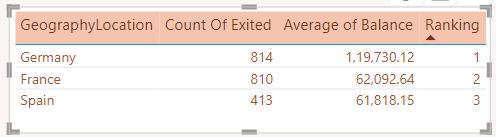 GeographyLocation Count Of Exited Average of Balance Ranking
Germany 814 1,19,730.12 1
France 810 62,092.64 2
Spain 413 61,818.15 3